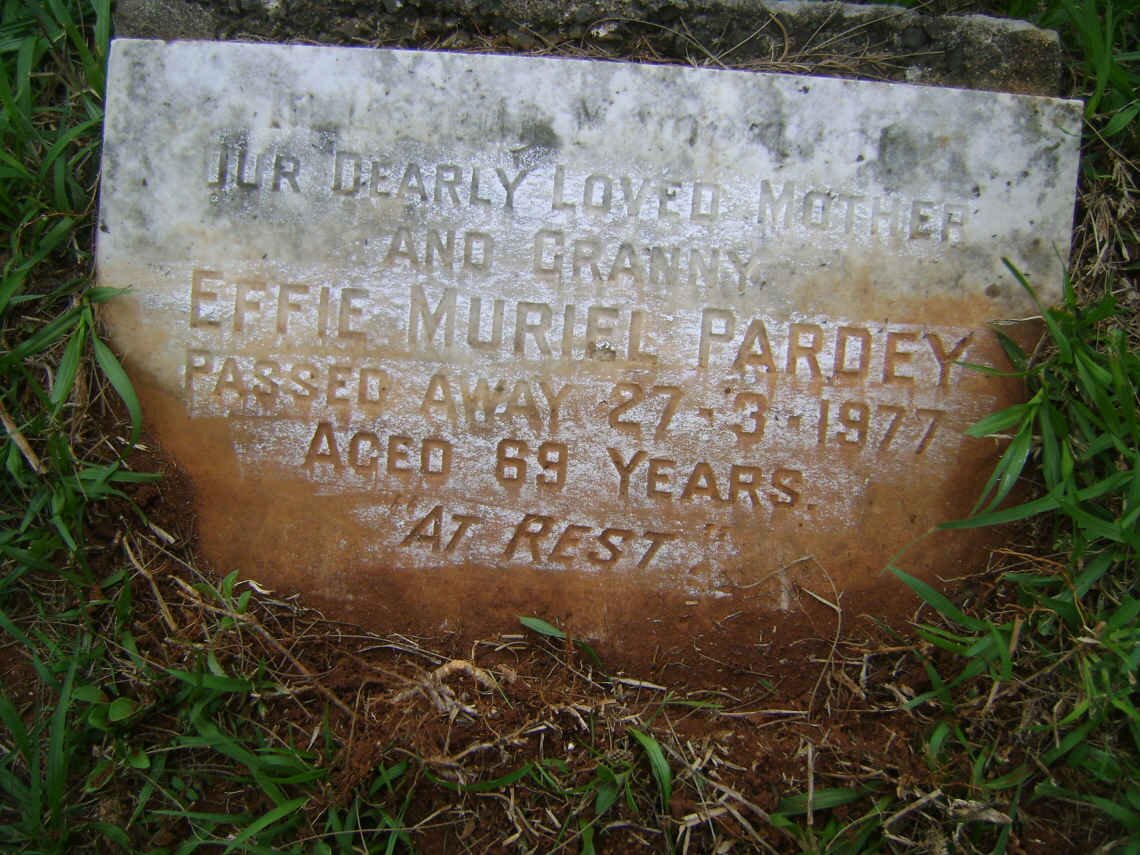 Our Dearly Loved Mother
and Granny
Effie Muriel Pardey
Passed Away 27-3-1977
Aged 69 Years.
"At Rest"